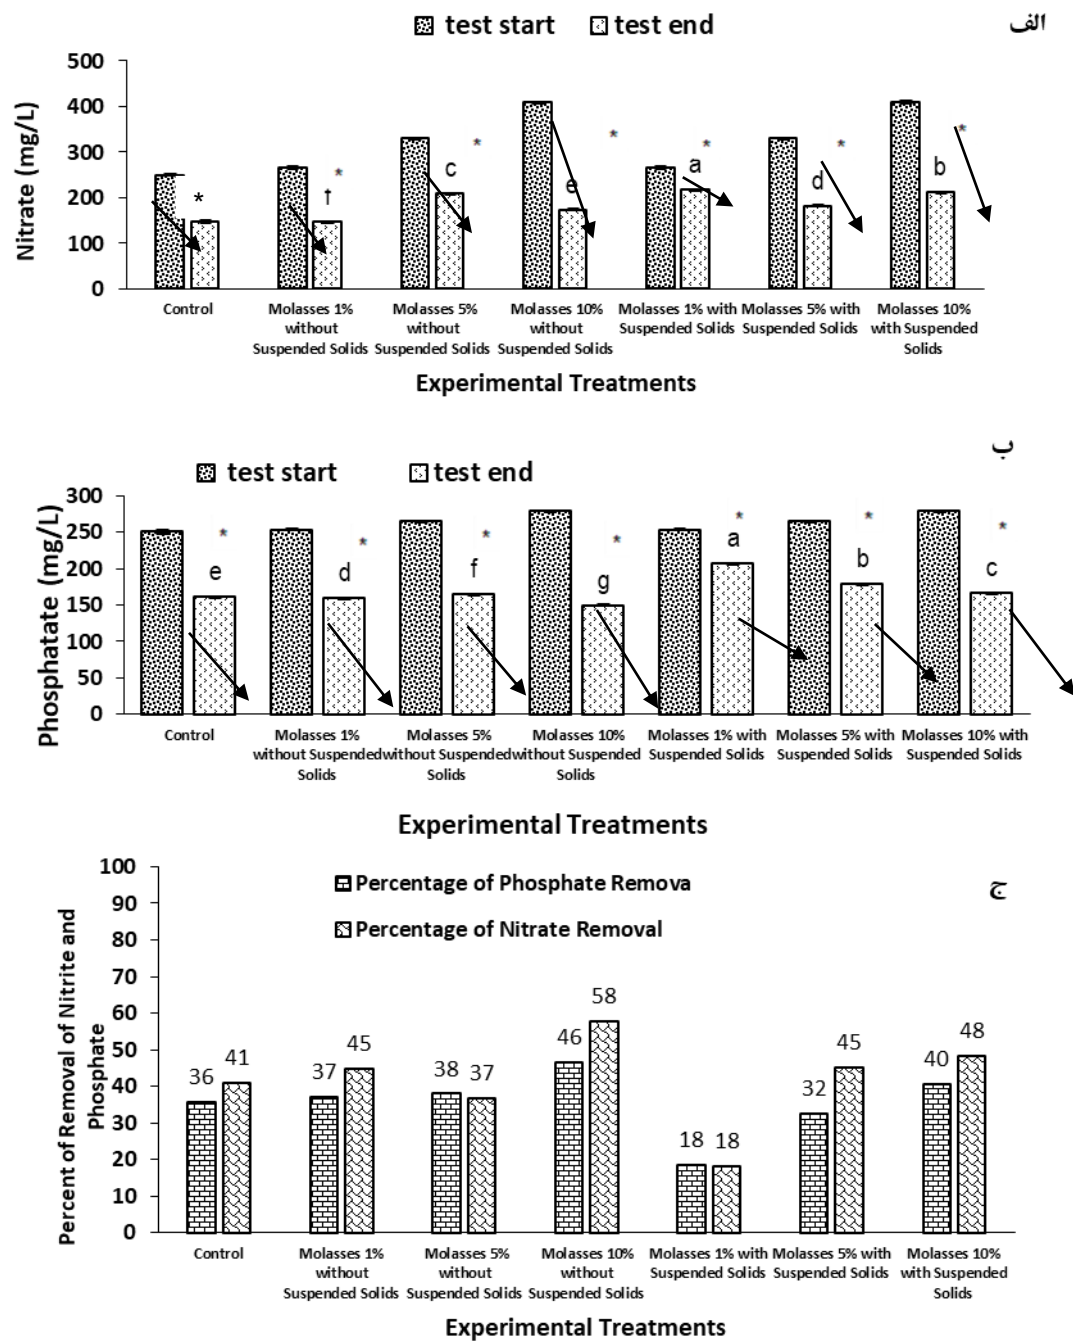 test start test end
الف
Nitrate (mg/L)
500
400
300
200
100
0
* f * c * e * a * d * b *
*
Control
Molasses 1% without Suspended Solids
Molasses 5% without Suspended Solids
Molasses 10% without Suspended Solids
Molasses 1% with Suspended Solids
Molasses 5% with Suspended Solids
Molasses 10% with Suspended Solids
Experimental Treatments
ب
test start test end
Phosphatate (mg/L)
300
250
200
150
100
50
0
* * * * * * *
e d f g a b c
Control
Molasses 1% without Suspended Solids
Molasses 5% without Suspended Solids
Molasses 10% without Suspended Solids
Molasses 1% with Suspended Solids
Molasses 5% with Suspended Solids
Molasses 10% with Suspended Solids
Experimental Treatments
ج
Percentage of Phosphate Remova
Percentage of Nitrate Removal
Percent of Removal of Nitrite and
Phosphate
100
90
80
70
60
50
40
30
20
10
0
36 41 37 45 38 37 46 58 18 18 32 45 40 48
Control
Molasses 1% without Suspended Solids
Molasses 5% without Suspended Solids
Molasses 10% without Suspended Solids
Molasses 1% with Suspended Solids
Molasses 5% with Suspended Solids
Molasses 10% with Suspended Solids
Experimental Treatments